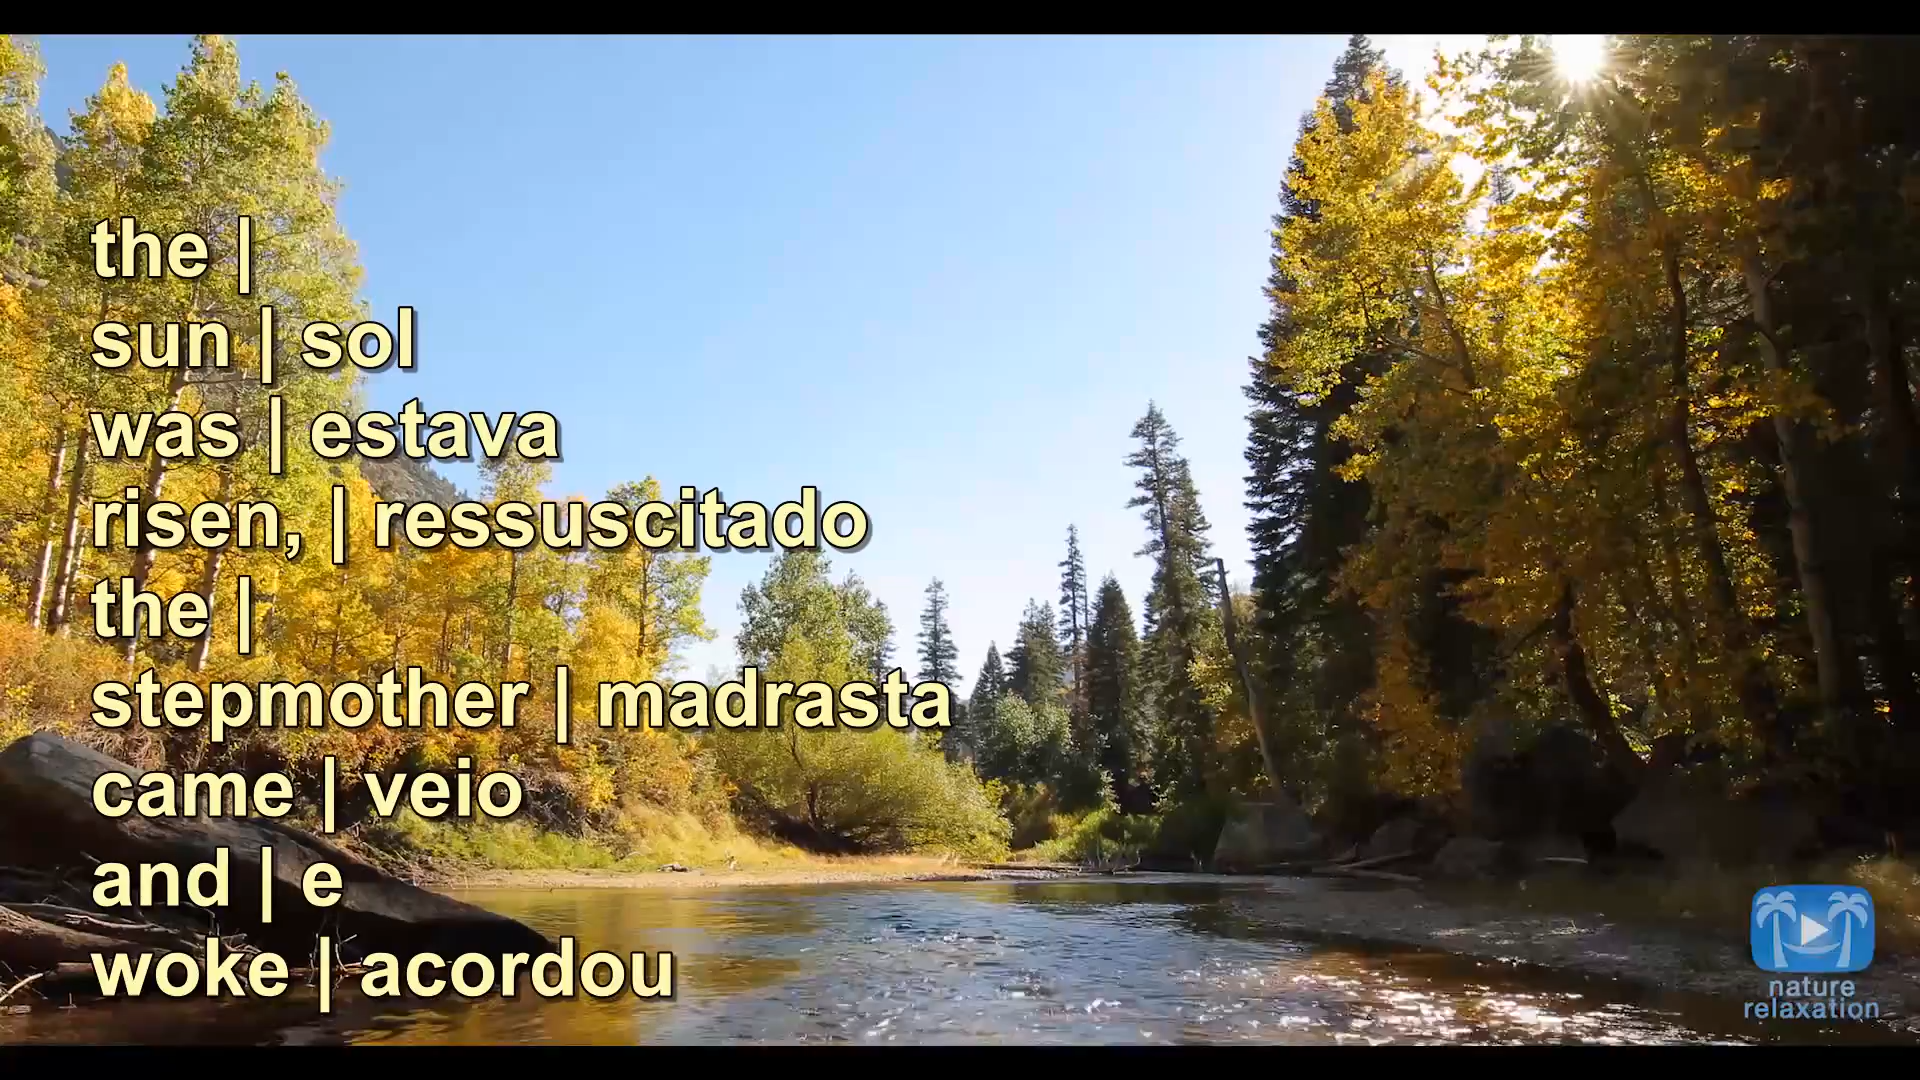 the |
sun | sol
was | estava
risen, | ressuscitado
the |
stepmother | madrasta
came | veio
and | e
woke | acordou
nature
relaxation